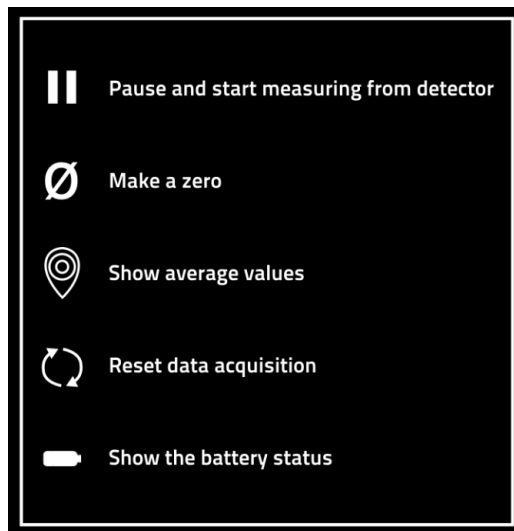 Pause and start measuring from detector
Ø Make a zero
Show average values
Reset data acquisition
Show the battery status